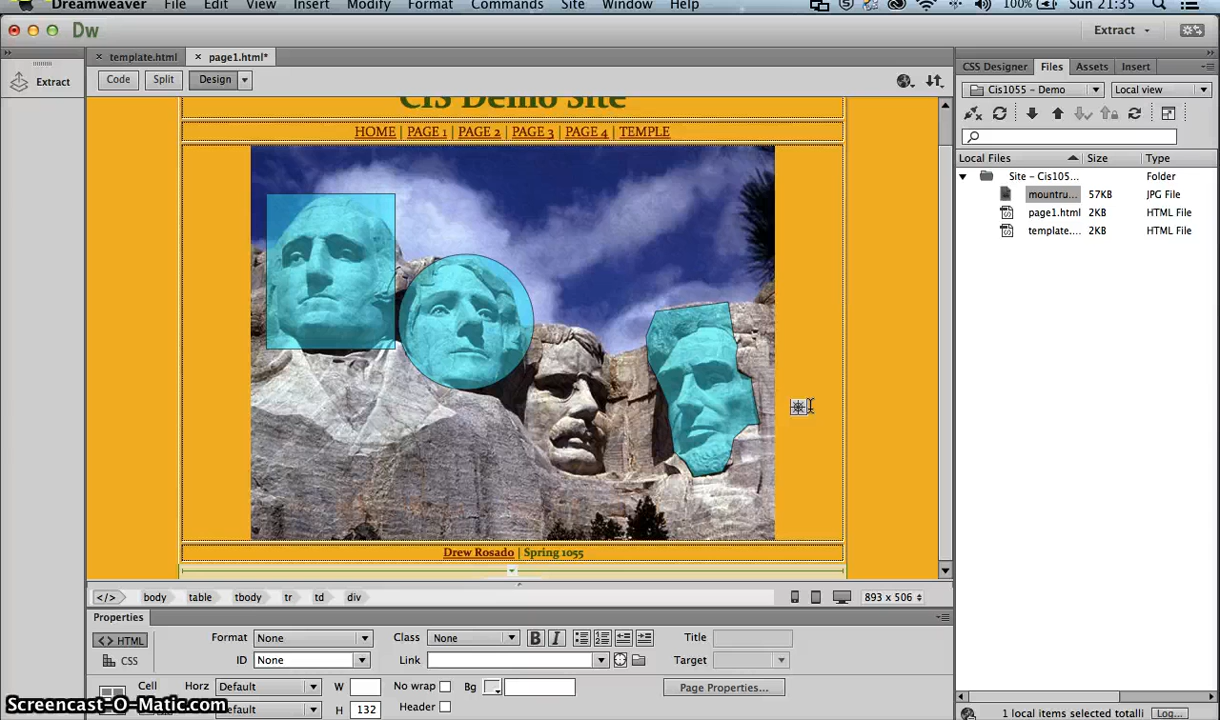 Dreamweaver File Edit View Insert Modify Format Commands Site Window Help 100% Sun 21:35
Dw Extract
template.html page1.html* CSS Designer Files Assets Insert
Extract Code Split Design Cis1055 - Demo Local view
CIS Demo Site
HOME | PAGE 1 | PAGE 2 | PAGE 3 | PAGE 4 | TEMPLE
Local Files Size Type
Site - Cis105... Folder
mountru... 57KB JPG File
page1.html 2KB HTML File
template.... 2KB HTML File
Drew Rosado | Spring 1055
</> body table tbody tr td div 893 x 506
Properties
<> HTML Format None Class None B I Title
CSS ID None Link Target
Cell Horz Default W No wrap Bg Page Properties...
Default H 132 Header
Screencast-O-Matic.com
1 local items selected totalli Log...